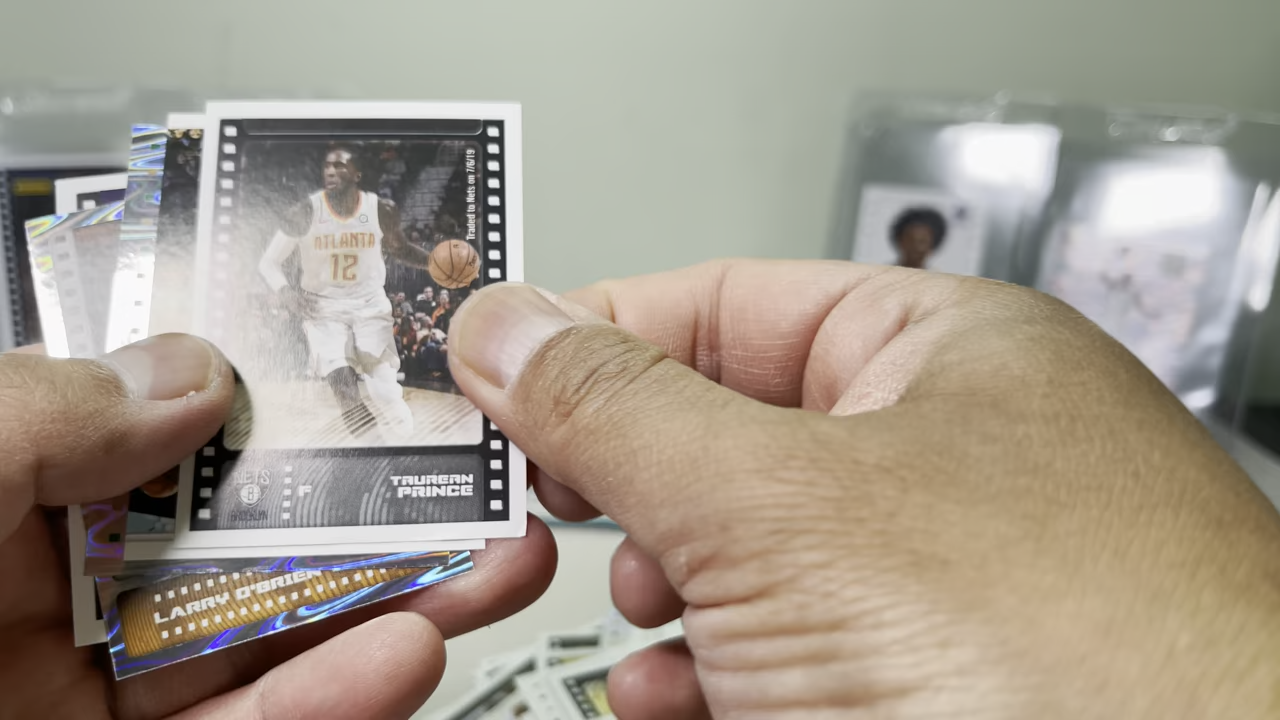 Traded to Nets on 7/6/19
ATLANTA
12
NETS
B
BROOKLYN
F
TAUREAN
PRINCE
LARRY O'BRIEN